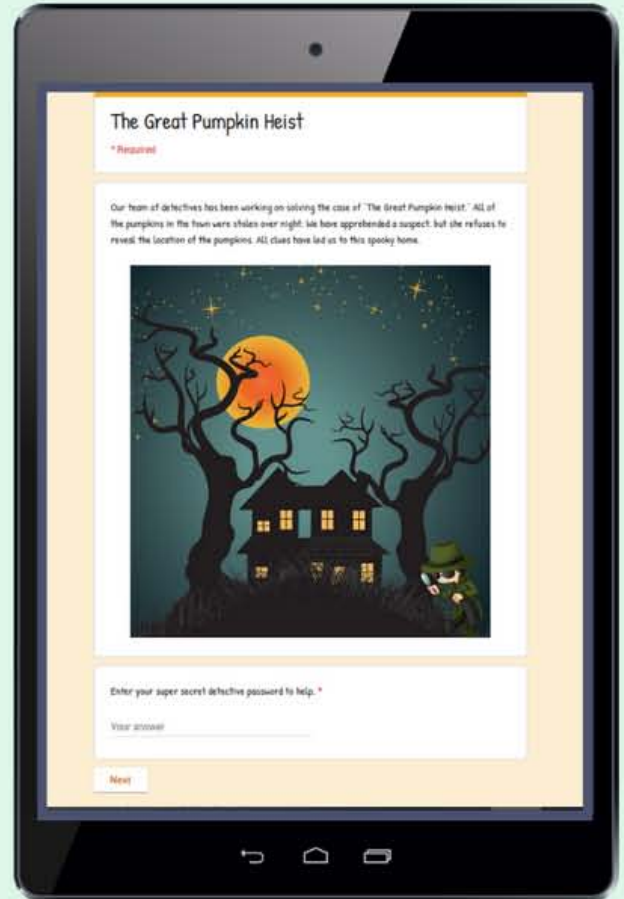 The Great Pumpkin Heist
* Required
Our team of detectives has been working on solving the case of "The Great Pumpkin Heist." All of
the pumpkins in the town were stolen over night. We have apprehended a suspect, but she refuses to
reveal the location of the pumpkins. All clues have led us to this spooky home.
Enter your super secret detective password to help. *
Your answer
Next